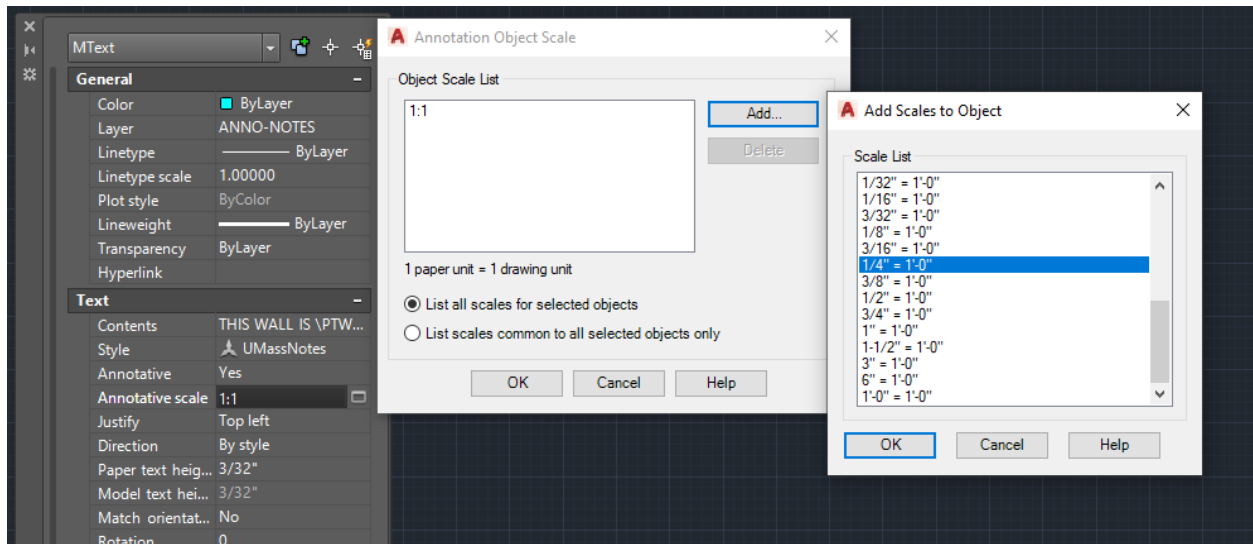 MText
General
Color ByLayer
Layer ANNO-NOTES
Linetype ByLayer
Linetype scale 1.00000
Plot style ByColor
Lineweight ByLayer
Transparency ByLayer
Hyperlink
Text
Contents THIS WALL IS \PTW...
Style UMassNotes
Annotative Yes
Annotative scale 1:1
Justify Top left
Direction By style
Paper text heig... 3/32"
Model text hei... 3/32"
Match orientat... No
Rotation 0
A Annotation Object Scale
Object Scale List
1:1
Add...
Delete
1 paper unit = 1 drawing unit
List all scales for selected objects
List scales common to all selected objects only
OK Cancel Help
A Add Scales to Object
Scale List
1/32" = 1'-0"
1/16" = 1'-0"
3/32" = 1'-0"
1/8" = 1'-0"
3/16" = 1'-0"
1/4" = 1'-0"
3/8" = 1'-0"
1/2" = 1'-0"
3/4" = 1'-0"
1" = 1'-0"
1-1/2" = 1'-0"
3" = 1'-0"
6" = 1'-0"
1'-0" = 1'-0"
OK Cancel Help